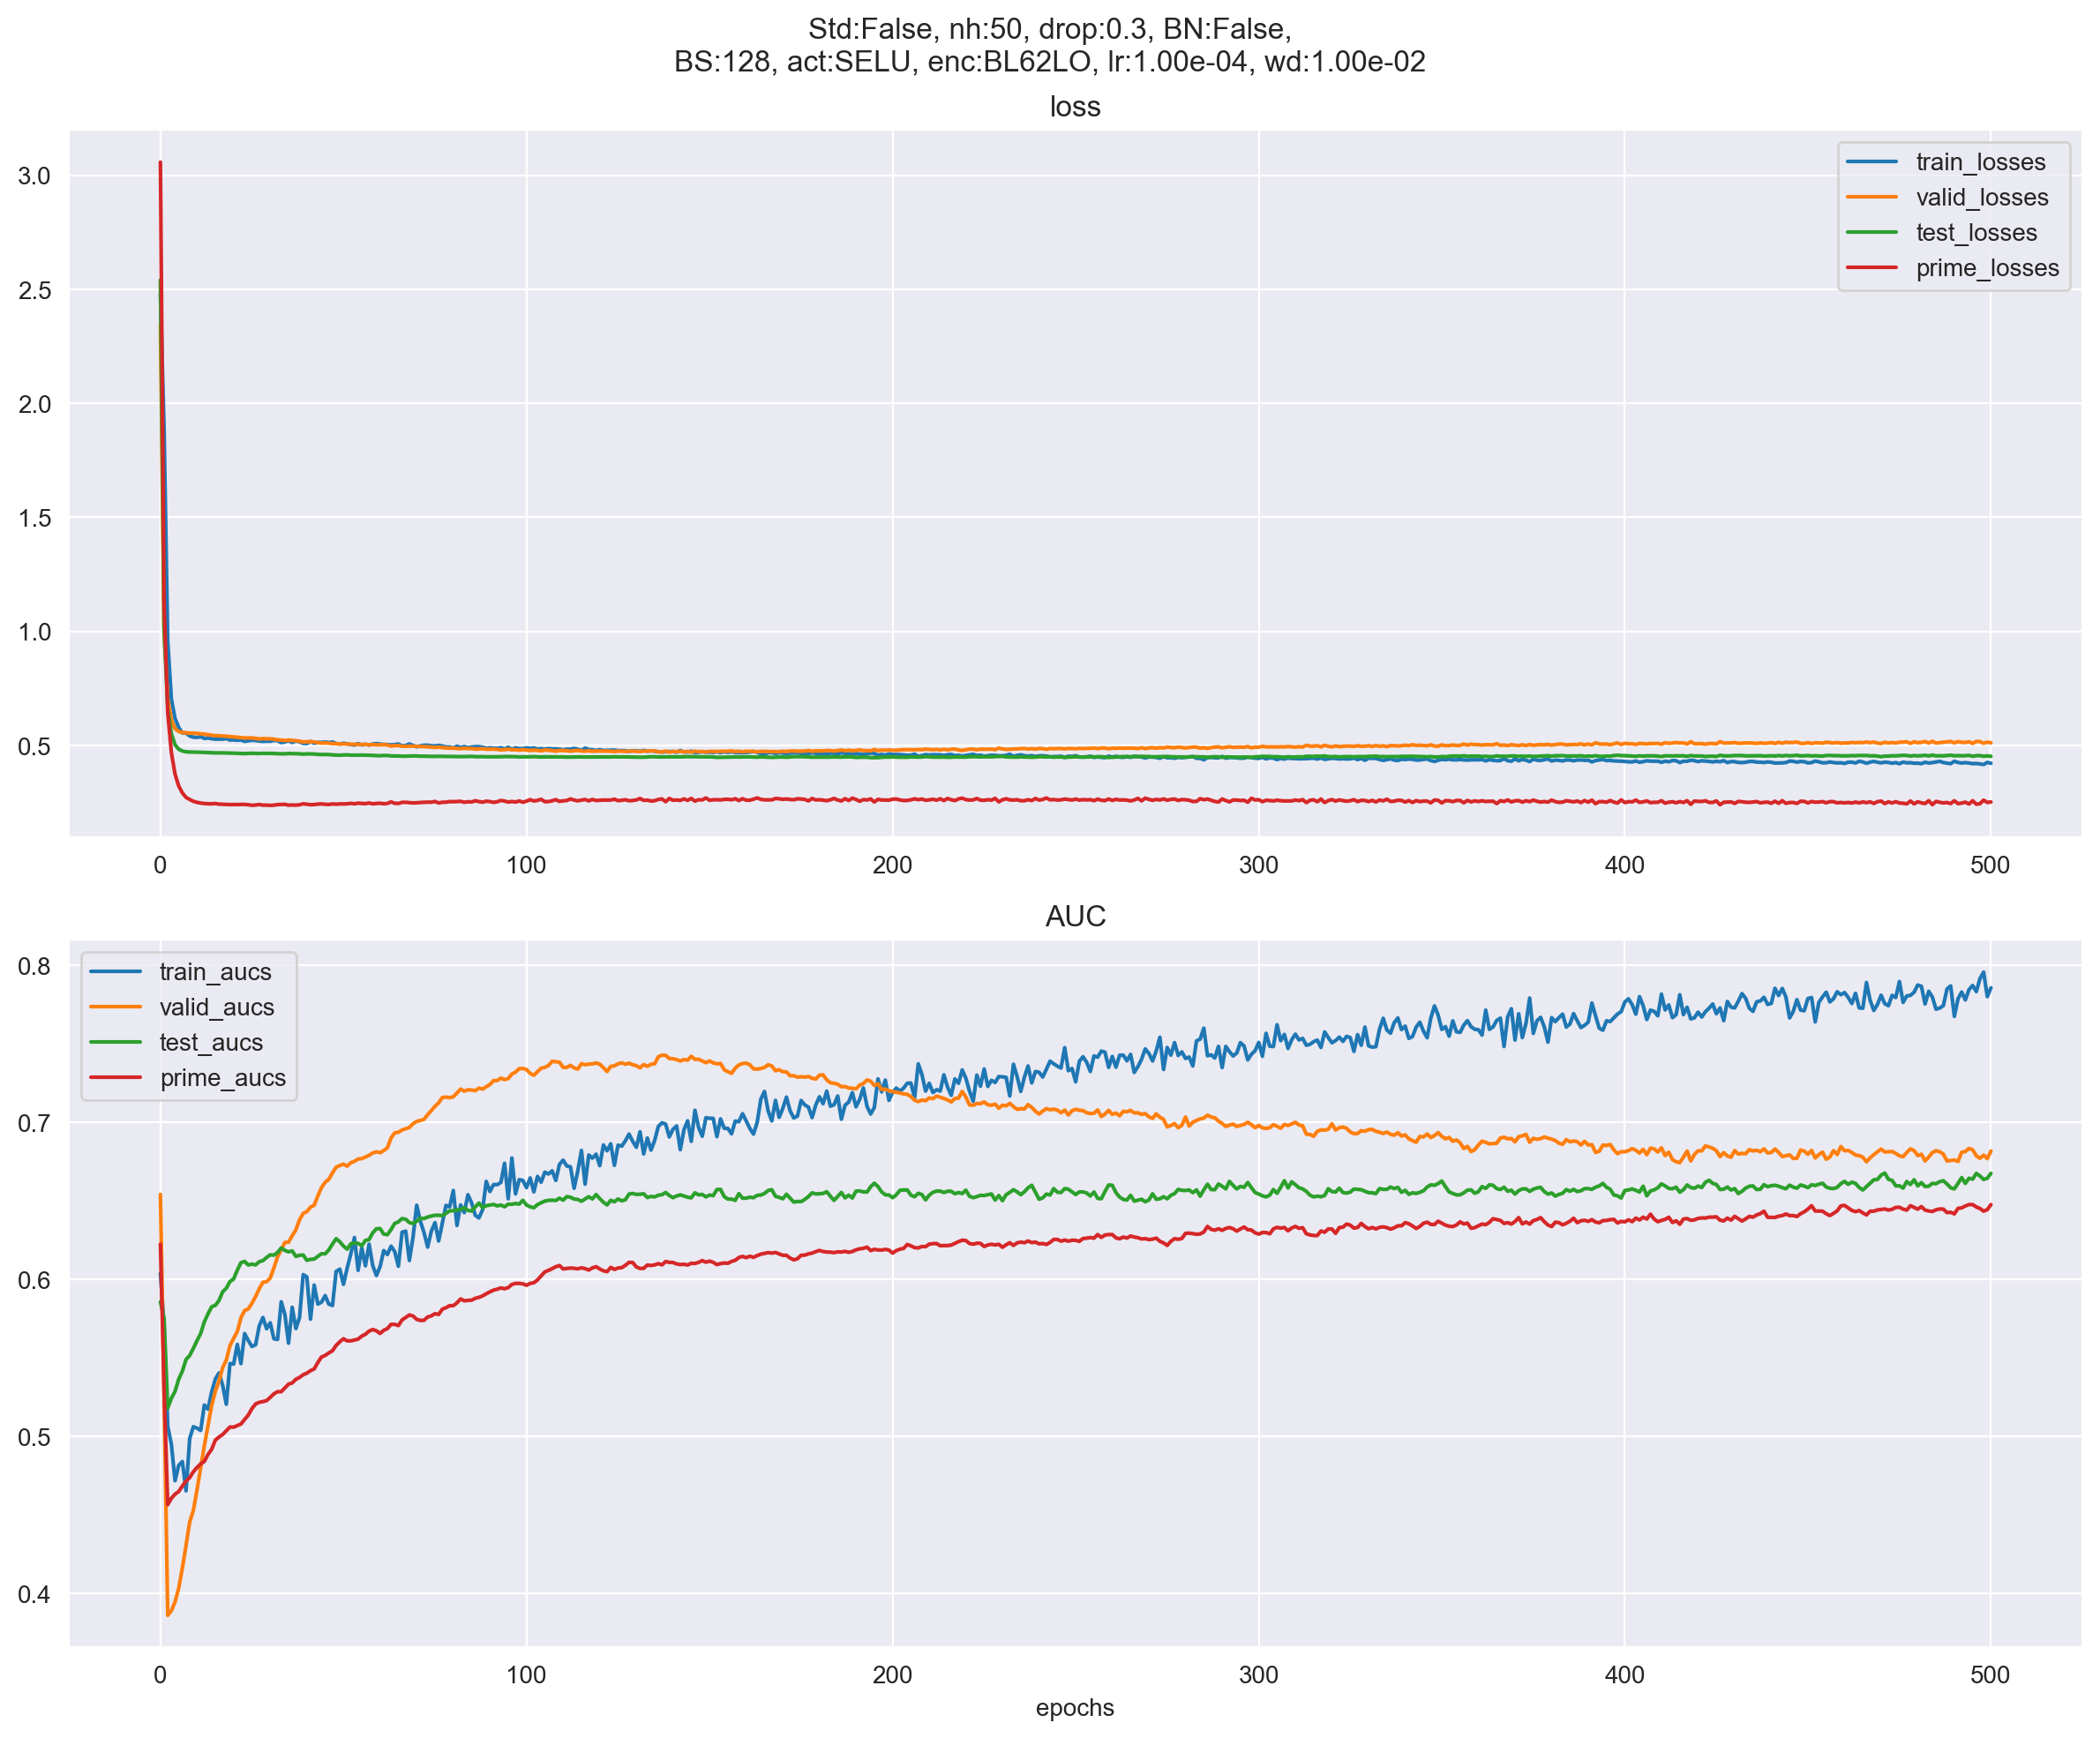 Std:False, nh:50, drop:0.3, BN:False,
BS:128, act:SELU, enc:BL62LO, lr:1.00e-04, wd:1.00e-02
loss
3.0
2.5
2.0
1.5
1.0
0.5
train_losses
valid_losses
test_losses
prime_losses
0 100 200 300 400 500
AUC
0.8
0.7
0.6
0.5
0.4
train_aucs
valid_aucs
test_aucs
prime_aucs
0 100 200 300 400 500
epochs